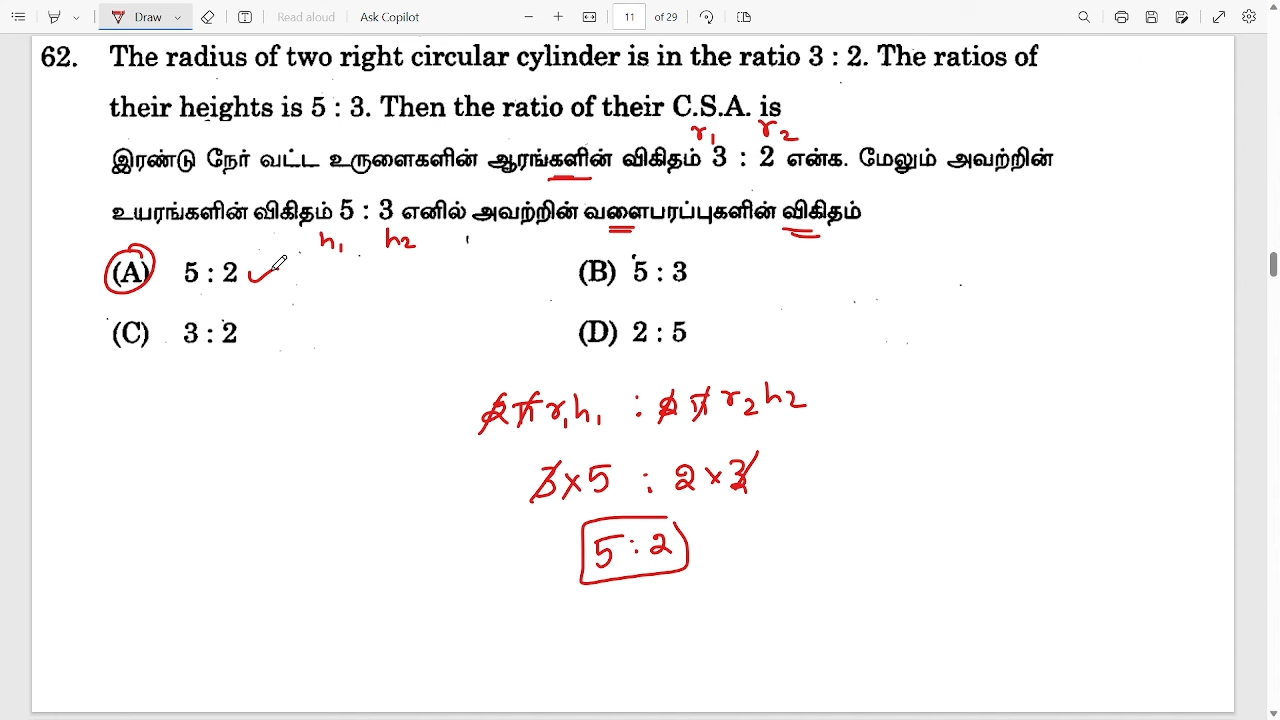 Draw
Read aloud
Ask Copilot
11 of 29
62. The radius of two right circular cylinder is in the ratio 3 : 2. The ratios of
their heights is 5 : 3. Then the ratio of their C.S.A. is
r₁ r₂
இரண்டு நேர் வட்ட உருளைகளின் ஆரங்களின் விகிதம் 3 : 2 என்க. மேலும் அவற்றின்
உயரங்களின் விகிதம் 5 : 3 எனில் அவற்றின் வளைபரப்புகளின் விகிதம்
h₁ h₂
(A) 5 : 2 ✓ (B) 5 : 3
(C) 3 : 2 (D) 2 : 5
2πr₁h₁ : 2πr₂h₂
3×5 : 2×3
5:2